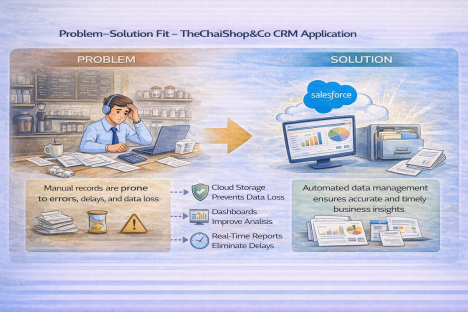 Problem–Solution Fit – TheChaiShop&Co CRM Application
PROBLEM
SOLUTION
salesforce
Manual records are prone
to errors, delays, and data loss
Cloud Storage
Prevents Data Loss
Dashboards
Improve Analisis
Real-Time Reports
Eliminate Delays
Automated data management
ensures accurate and timely
business insights